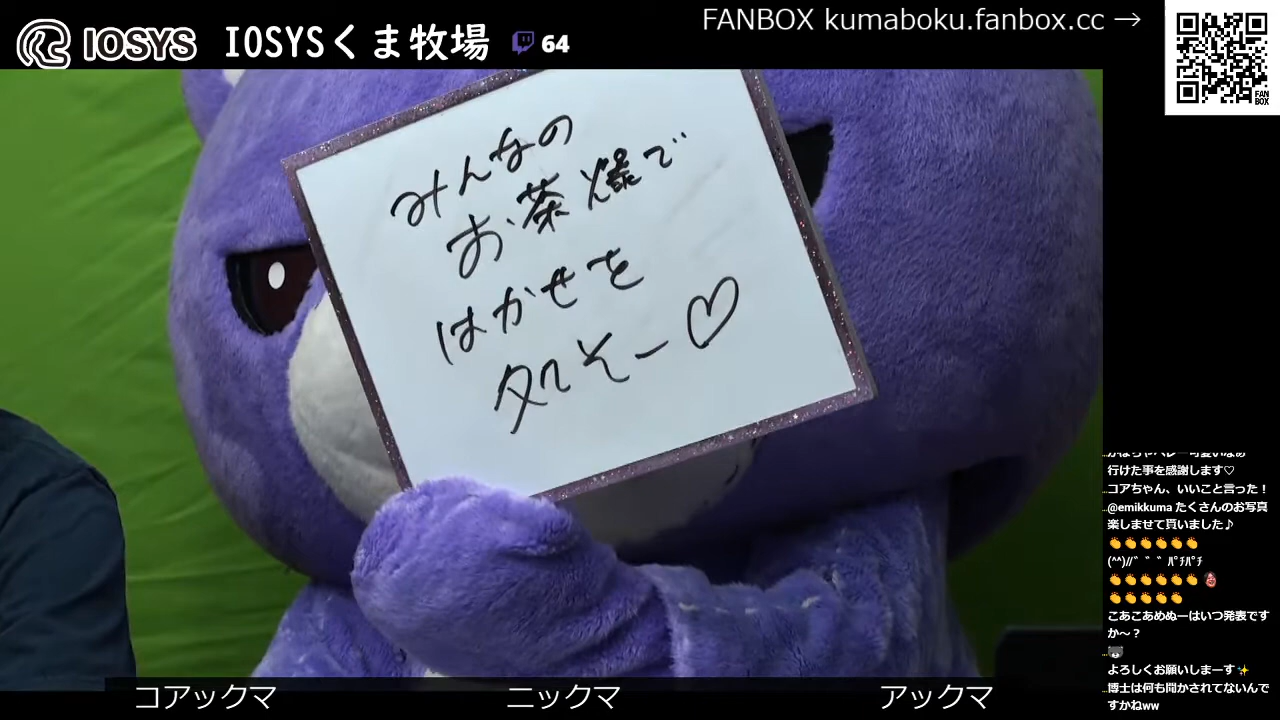 IOSYS
IOSYSくま牧場
64
FANBOX kumaboku.fanbox.cc →
FAN
BOX
みんなの
お茶爆で
はかせを
処そー♡
行けた事を感謝します♡
コアちゃん、いいこと言った！
@emikkuma たくさんのお写真
楽しませて貰いました♪
👏👏👏👏👏👏
(^^)//ﾞﾞﾞﾊﾟﾁﾊﾟﾁ
👏👏👏👏👏👏
👏👏👏👏👏
こあこあめぬーはいつ発表です
か～？
よろしくお願いしまーす✨
博士は何も聞かされてないんで
すかねww
コアックマ
ニックマ
アックマ